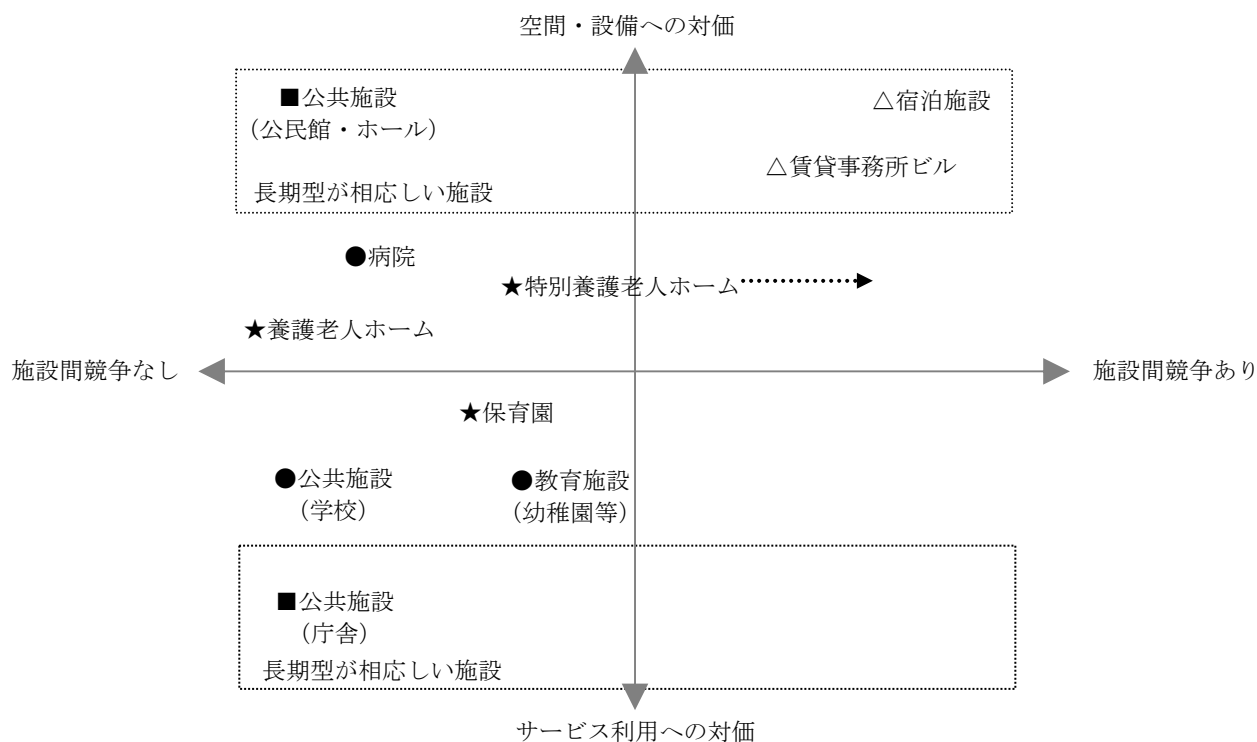 空間・設備への対価
■公共施設
(公民館・ホール)
△宿泊施設
△賃貸事務所ビル
長期型が相応しい施設
●病院
★特別養護老人ホーム
★養護老人ホーム
施設間競争なし
施設間競争あり
★保育園
●公共施設
(学校)
●教育施設
(幼稚園等)
■公共施設
(庁舎)
長期型が相応しい施設
サービス利用への対価